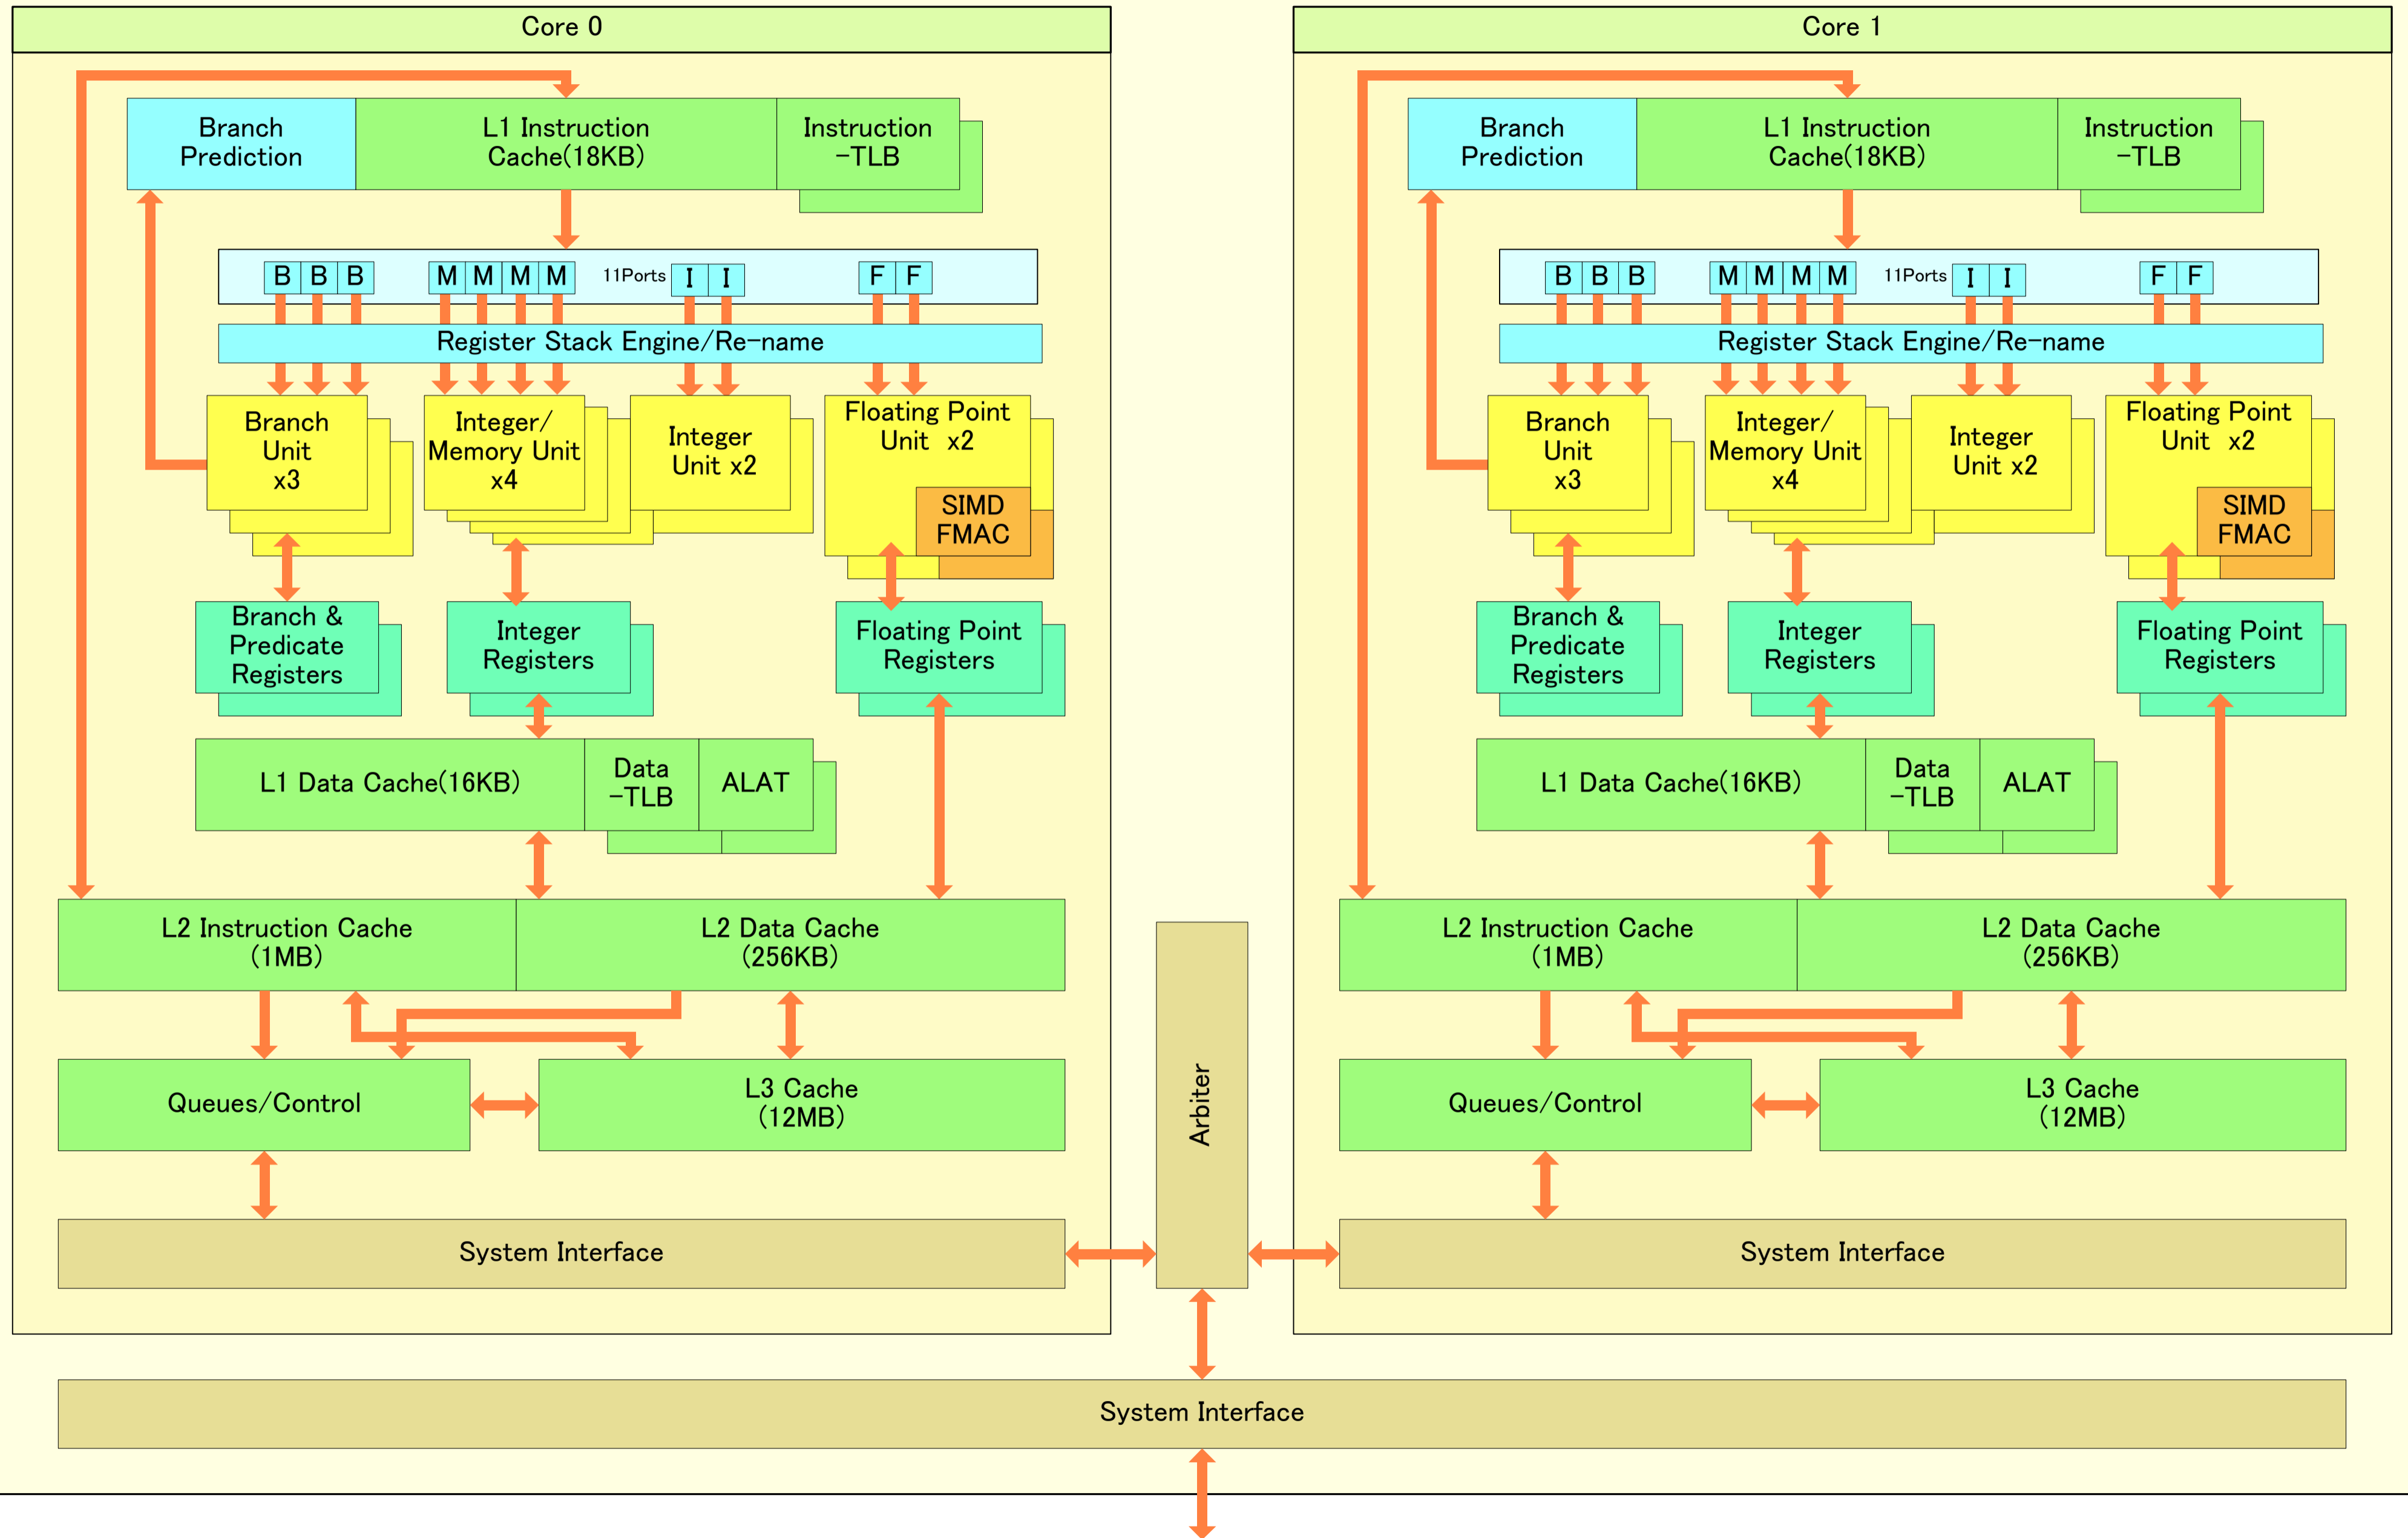 Core 0
Branch
Prediction
L1 Instruction
Cache(18KB)
Instruction
-TLB
B B B M M M M 11Ports I I F F
Register Stack Engine/Re-name
Branch
Unit
x3
Integer/
Memory Unit
x4
Integer
Unit x2
Floating Point
Unit x2
SIMD
FMAC
Branch &
Predicate
Registers
Integer
Registers
Floating Point
Registers
L1 Data Cache(16KB)
Data
-TLB
ALAT
L2 Instruction Cache
(1MB)
L2 Data Cache
(256KB)
Queues/Control
L3 Cache
(12MB)
System Interface
Arbiter
Core 1
Branch
Prediction
L1 Instruction
Cache(18KB)
Instruction
-TLB
B B B M M M M 11Ports I I F F
Register Stack Engine/Re-name
Branch
Unit
x3
Integer/
Memory Unit
x4
Integer
Unit x2
Floating Point
Unit x2
SIMD
FMAC
Branch &
Predicate
Registers
Integer
Registers
Floating Point
Registers
L1 Data Cache(16KB)
Data
-TLB
ALAT
L2 Instruction Cache
(1MB)
L2 Data Cache
(256KB)
Queues/Control
L3 Cache
(12MB)
System Interface
System Interface